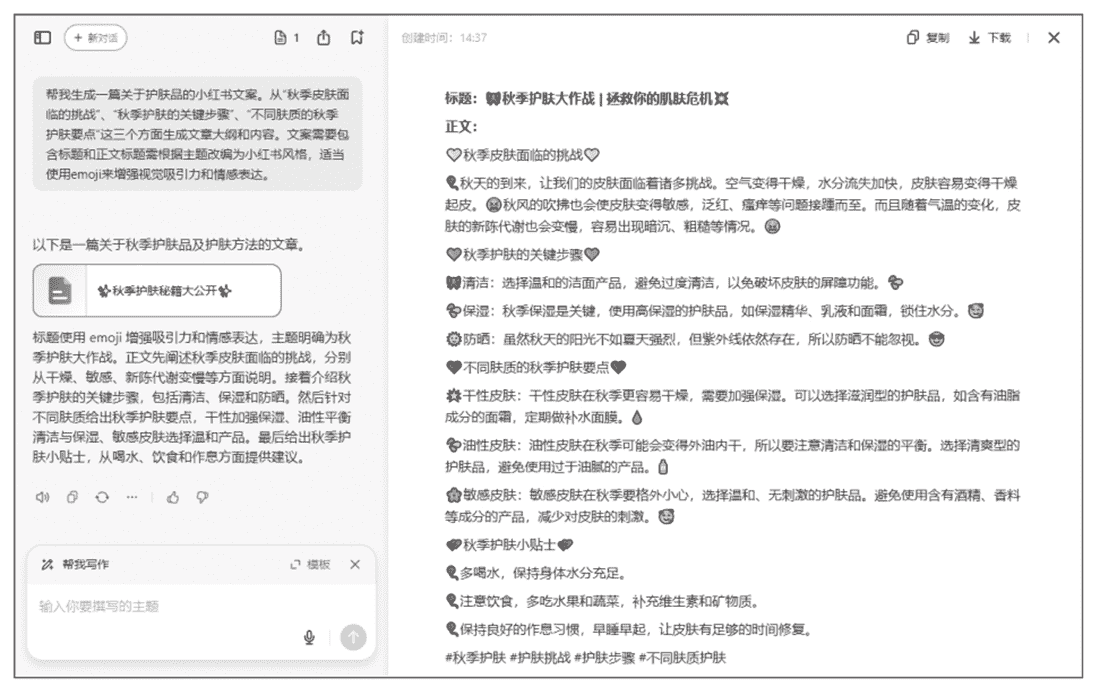 新对话
1
帮我生成一篇关于护肤品的小红书文案。从“秋季皮肤面
临的挑战”、“秋季护肤的关键步骤”、“不同肤质的秋季
护肤要点”这三个方面生成文章大纲和内容。文案需要包
含标题和正文标题需根据主题改编为小红书风格，适当
使用emoji来增强视觉吸引力和情感表达。
以下是一篇关于秋季护肤品及护肤方法的文章。
秋季护肤秘籍大公开
标题使用 emoji 增强吸引力和情感表达，主题明确为秋
季护肤大作战。正文先阐述秋季皮肤面临的挑战，分别
从干燥、敏感、新陈代谢变慢等方面说明。接着介绍秋
季护肤的关键步骤，包括清洁、保湿和防晒。然后针对
不同肤质给出秋季护肤要点，干性加强保湿、油性平衡
清洁与保湿、敏感皮肤选择温和产品。最后给出秋季护
肤小贴士，从喝水、饮食和作息方面提供建议。
帮我写作
模板
输入你要撰写的主题
创建时间：14:37
复制
下载
标题：秋季护肤大作战 | 拯救你的肌肤危机
正文：
秋季皮肤面临的挑战
秋天的到来，让我们的皮肤面临着诸多挑战。空气变得干燥，水分流失加快，皮肤容易变得干燥
起皮。秋风的吹拂也会使皮肤变得敏感，泛红、瘙痒等问题接踵而至。而且随着气温的变化，皮
肤的新陈代谢也会变慢，容易出现暗沉、粗糙等情况。
秋季护肤的关键步骤
清洁：选择温和的洁面产品，避免过度清洁，以免破坏皮肤的屏障功能。
保湿：秋季保湿是关键，使用高保湿的护肤品，如保湿精华、乳液和面霜，锁住水分。
防晒：虽然秋天的阳光不如夏天强烈，但紫外线依然存在，所以防晒不能忽视。
不同肤质的秋季护肤要点
干性皮肤：干性皮肤在秋季更容易干燥，需要加强保湿。可以选择滋润型的护肤品，如含有油脂
成分的面霜，定期做补水面膜。
油性皮肤：油性皮肤在秋季可能会变得外油内干，所以要注意清洁和保湿的平衡。选择清爽型的
护肤品，避免使用过于油腻的产品。
敏感皮肤：敏感皮肤在秋季要格外小心，选择温和、无刺激的护肤品。避免使用含有酒精、香料
等成分的产品，减少对皮肤的刺激。
秋季护肤小贴士
多喝水，保持身体水分充足。
注意饮食，多吃水果和蔬菜，补充维生素和矿物质。
保持良好的作息习惯，早睡早起，让皮肤有足够的时间修复。
#秋季护肤 #护肤挑战 #护肤步骤 #不同肤质护肤